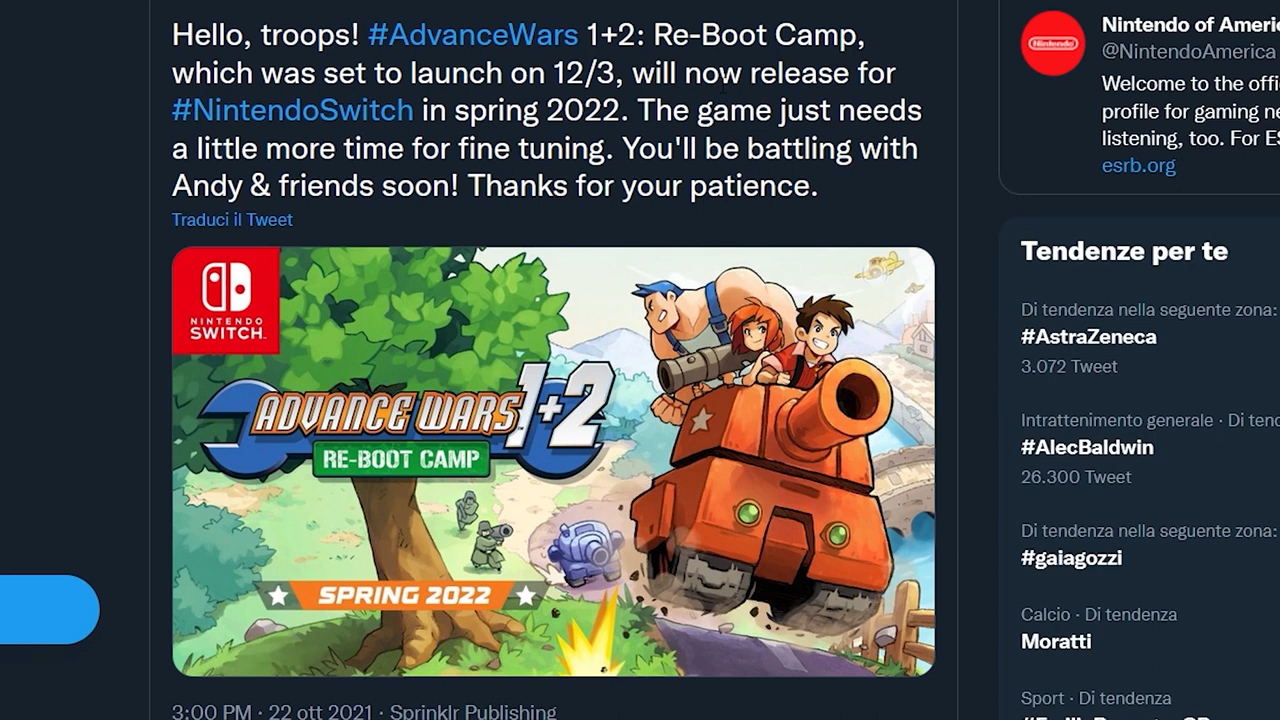 Hello, troops! #AdvanceWars 1+2: Re-Boot Camp,
which was set to launch on 12/3, will now release for
#NintendoSwitch in spring 2022. The game just needs
a little more time for fine tuning. You'll be battling with
Andy & friends soon! Thanks for your patience.
Traduci il Tweet
NINTENDO
SWITCH
ADVANCE WARS 1+2
RE-BOOT CAMP
SPRING 2022
3:00 PM · 22 ott 2021 · Sprinklr Publishing
Nintendo
Nintendo of Americ
@NintendoAmerica
Welcome to the offi
profile for gaming ne
listening, too. For ES
esrb.org
Tendenze per te
Di tendenza nella seguente zona:
#AstraZeneca
3.072 Tweet
Intrattenimento generale · Di tend
#AlecBaldwin
26.300 Tweet
Di tendenza nella seguente zona:
#gaiagozzi
Calcio · Di tendenza
Moratti
Sport · Di tendenza